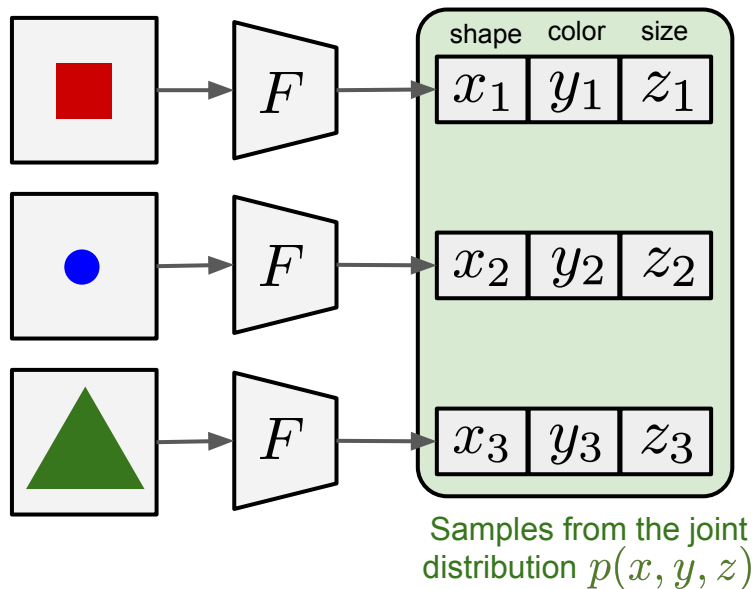 shape color size
F x₁ y₁ z₁
F x₂ y₂ z₂
F x₃ y₃ z₃
Samples from the joint
distribution p(x, y, z)